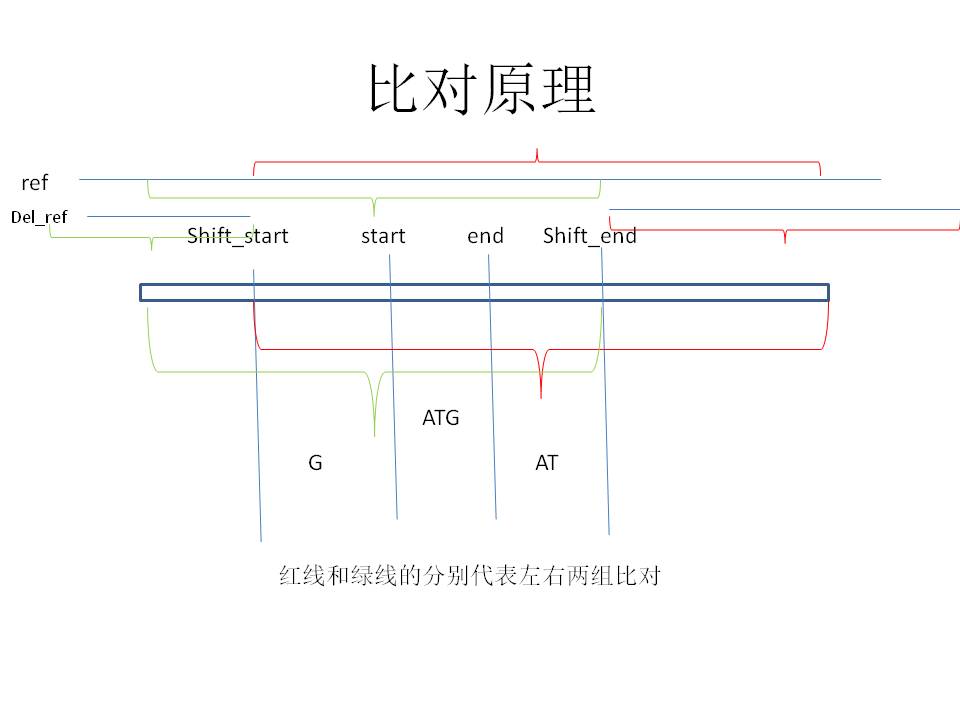 比对原理
ref
Del_ref
Shift_start start end Shift_end
ATG
G AT
红线和绿线的分别代表左右两组比对